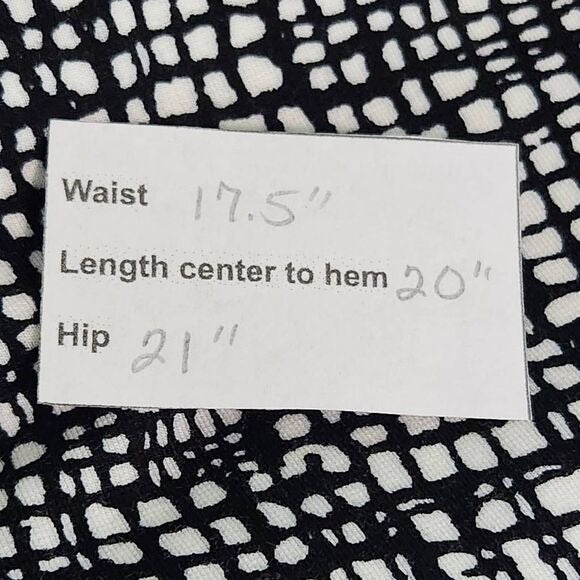 Waist 17.5"
Length center to hem 20"
Hip 21"